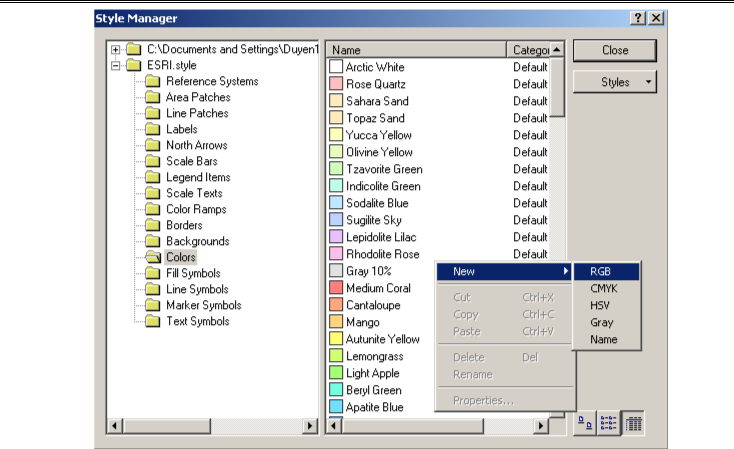 Style Manager
C:\Documents and Settings\Duyen1
ESRI.style
Reference Systems
Area Patches
Line Patches
Labels
North Arrows
Scale Bars
Legend Items
Scale Texts
Color Ramps
Borders
Backgrounds
Colors
Fill Symbols
Line Symbols
Marker Symbols
Text Symbols
Name Categor
Arctic White Default
Rose Quartz Default
Sahara Sand Default
Topaz Sand Default
Yucca Yellow Default
Olivine Yellow Default
Tzavorite Green Default
Indicolite Green Default
Sodalite Blue Default
Sugilite Sky Default
Lepidolite Lilac Default
Rhodolite Rose Default
Gray 10%
Medium Coral
Cantaloupe
Mango
Autunite Yellow
Lemongrass
Light Apple
Beryl Green
Apatite Blue
New
Cut Ctrl+X
Copy Ctrl+C
Paste Ctrl+V
Delete Del
Rename
Properties...
RGB
CMYK
HSV
Gray
Name
Close
Styles